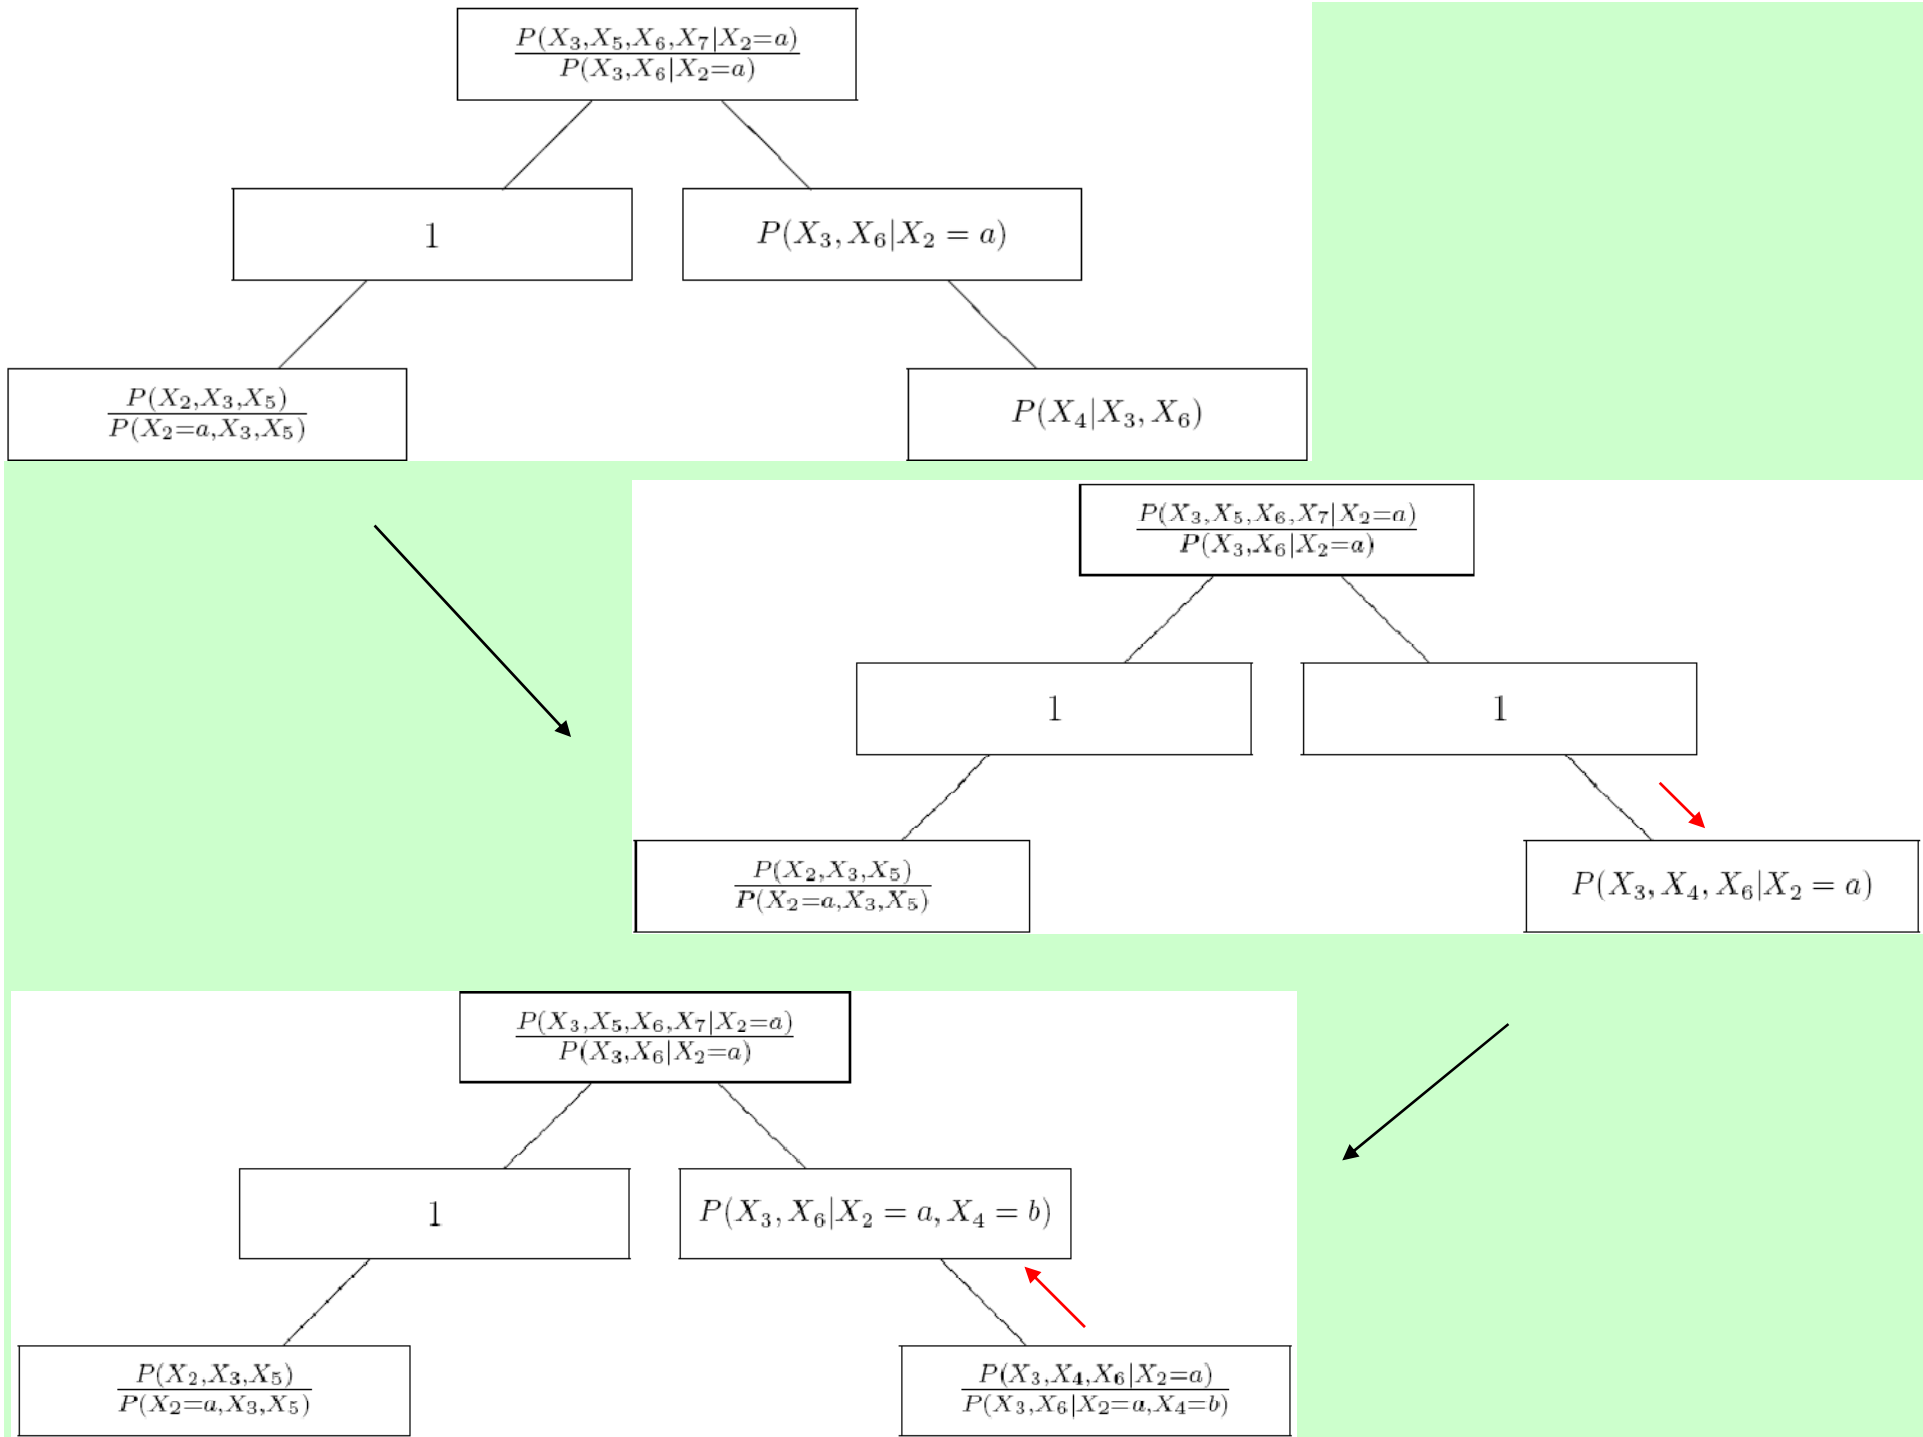 P(X₃,X₅,X₆,X₇|X₂=a)
P(X₃,X₆|X₂=a)
1
P(X₃, X₆|X₂ = a)
P(X₂,X₃,X₅)
P(X₂=a,X₃,X₅)
P(X₄|X₃, X₆)
P(X₃,X₅,X₆,X₇|X₂=a)
P(X₃,X₆|X₂=a)
1
1
P(X₂,X₃,X₅)
P(X₂=a,X₃,X₅)
P(X₃, X₄, X₆|X₂ = a)
P(X₃,X₅,X₆,X₇|X₂=a)
P(X₃,X₆|X₂=a)
1
P(X₃, X₆|X₂ = a, X₄ = b)
P(X₂,X₃,X₅)
P(X₂=a,X₃,X₅)
P(X₃,X₄,X₆|X₂=a)
P(X₃,X₆|X₂=a,X₄=b)